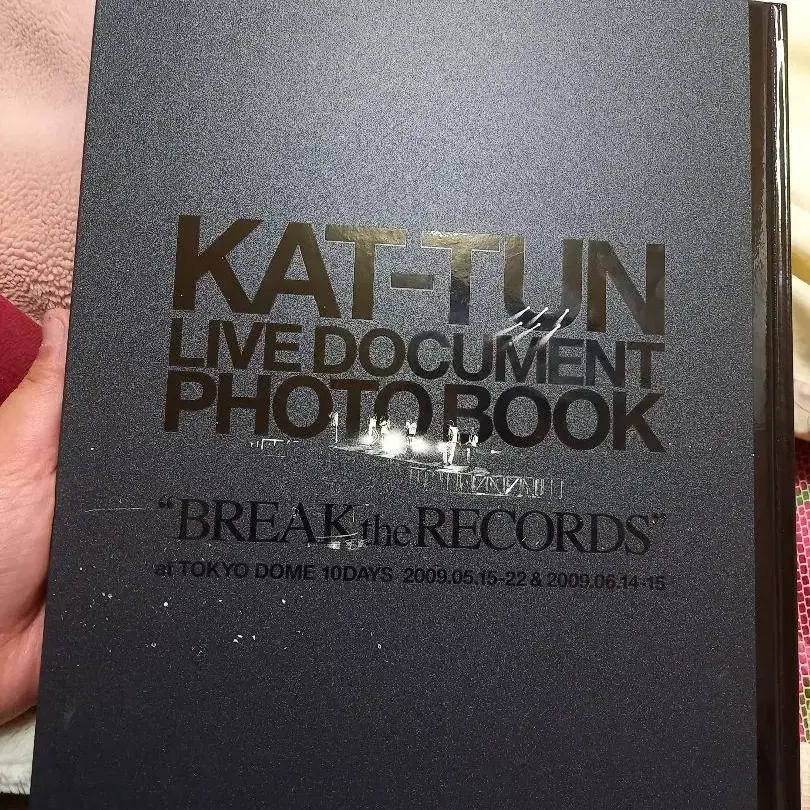 KAT-TUN
LIVE DOCUMENT
PHOTO BOOK
“BREAK the RECORDS”
at TOKYO DOME 10DAYS 2009.05.15-22 & 2009.06.14-15